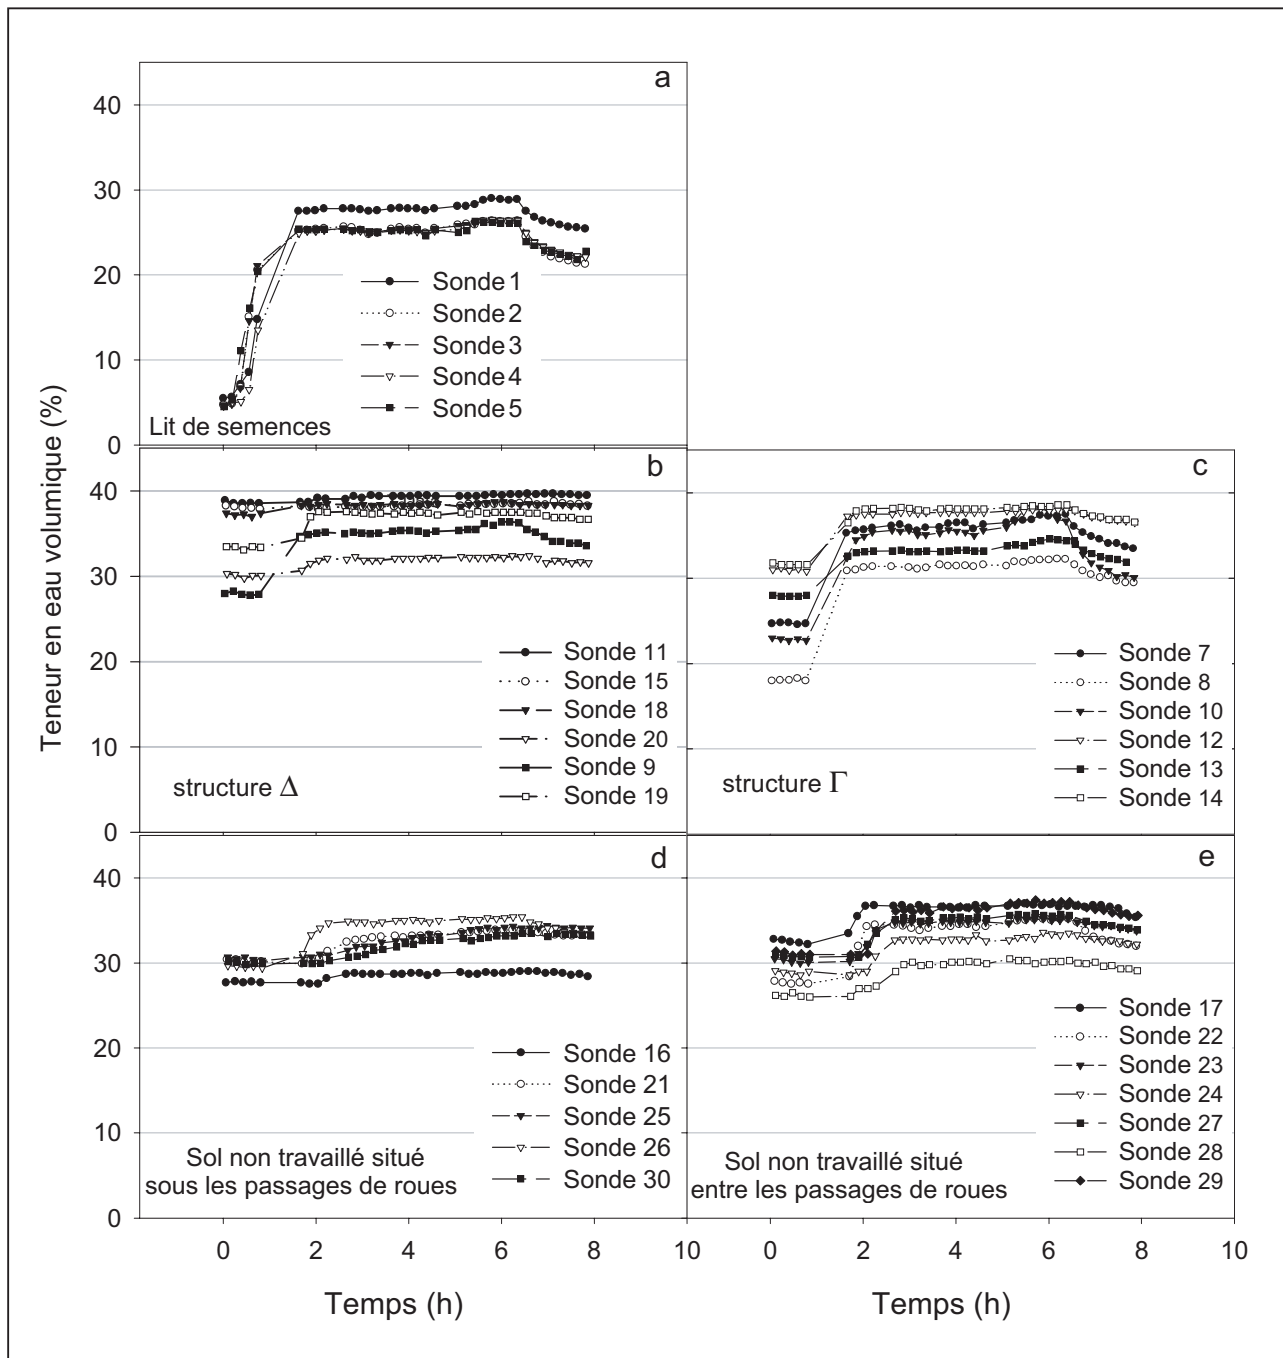 Teneur en eau volumique (%)
a
40
30
20
10
0
Sonde 1
Sonde 2
Sonde 3
Sonde 4
Sonde 5
Lit de semences
b
40
30
20
10
0
Sonde 11
Sonde 15
Sonde 18
Sonde 20
Sonde 9
Sonde 19
structure Δ
c
Sonde 7
Sonde 8
Sonde 10
Sonde 12
Sonde 13
Sonde 14
structure Γ
d
40
30
20
10
0
Sonde 16
Sonde 21
Sonde 25
Sonde 26
Sonde 30
Sol non travaillé situé
sous les passages de roues
0 2 4 6 8 10
Temps (h)
e
Sonde 17
Sonde 22
Sonde 23
Sonde 24
Sonde 27
Sonde 28
Sonde 29
Sol non travaillé situé
entre les passages de roues
0 2 4 6 8 10
Temps (h)